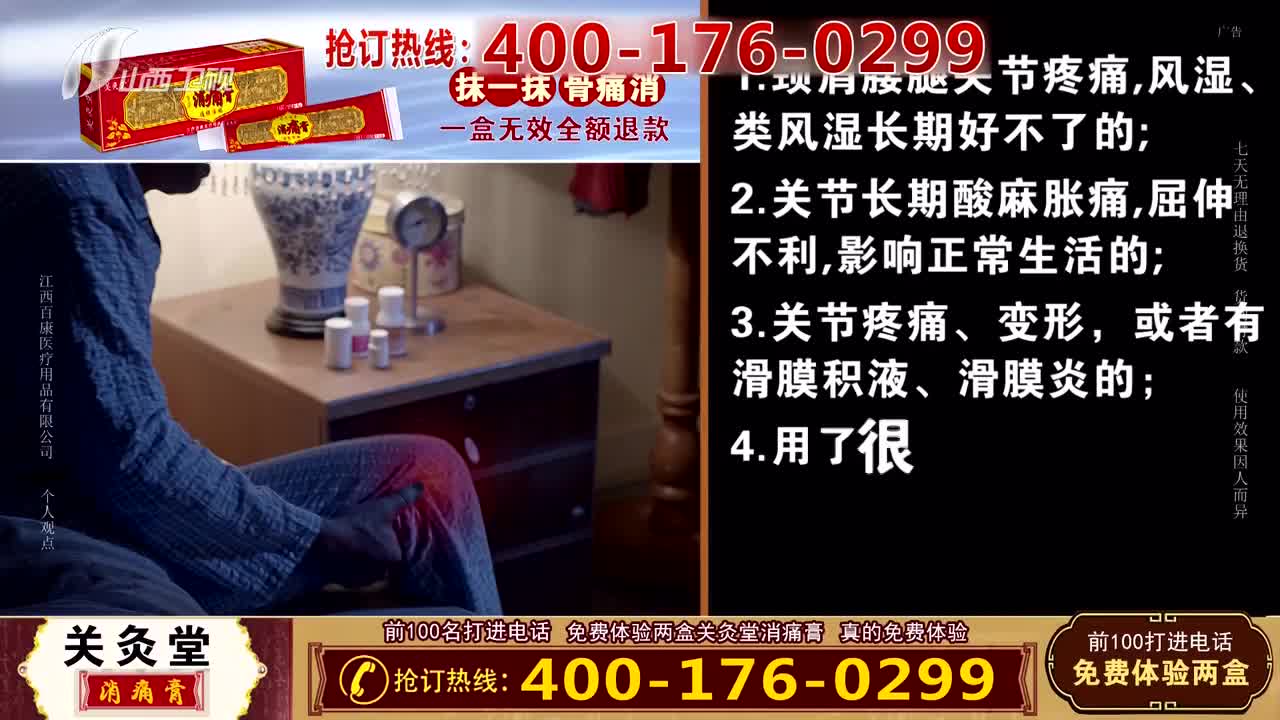 山西卫视
消痛膏
消痛膏
抢订热线:400-176-0299
抹一抹 骨痛消
一盒无效全额退款
广告
1.颈肩腰腿关节疼痛,风湿、
类风湿长期好不了的;
2.关节长期酸麻胀痛,屈伸
不利,影响正常生活的;
3.关节疼痛、变形，或者有
滑膜积液、滑膜炎的；
4.用了很
江西百康医疗用品有限公司 个人观点
七天无理由退换货 货 款 使用效果因人而异
关灸堂
消痛膏
前100名打进电话 免费体验两盒关灸堂消痛膏 真的免费体验
抢订热线:400-176-0299
前100打进电话
免费体验两盒